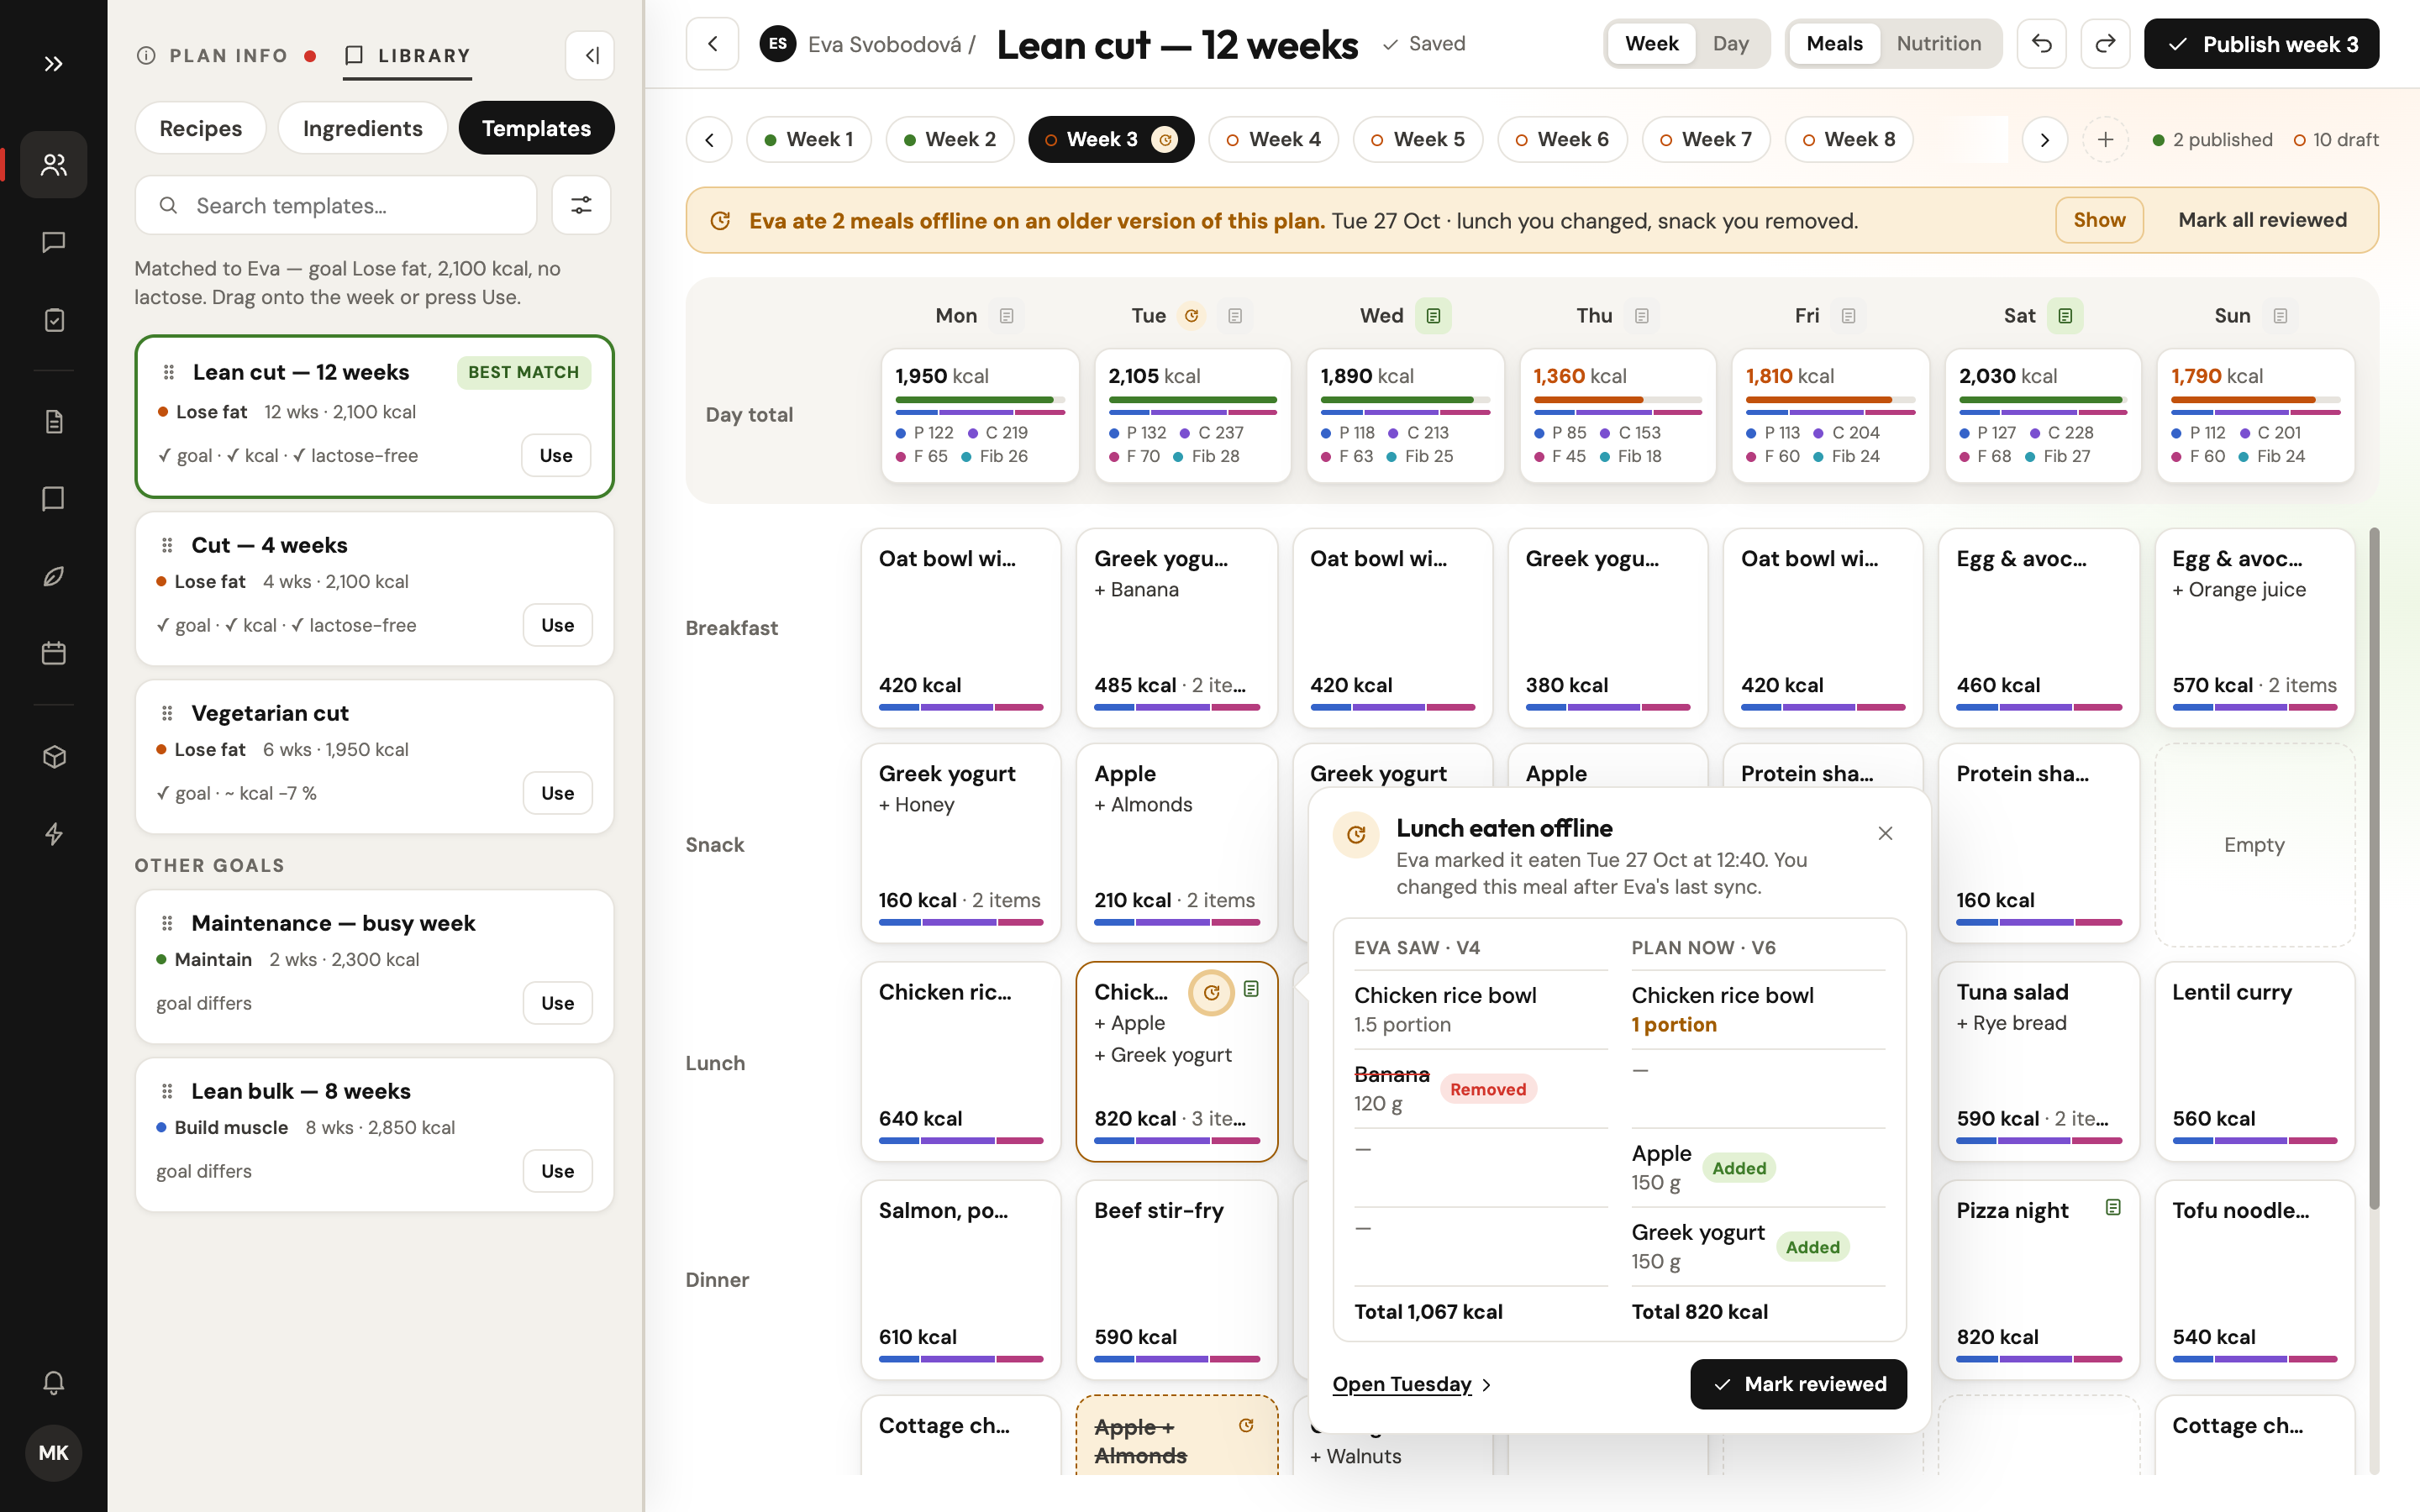 PLAN INFO
LIBRARY
Recipes
Ingredients
Templates
Search templates…
Matched to Eva — goal Lose fat, 2,100 kcal, no
lactose. Drag onto the week or press Use.
Lean cut — 12 weeks
BEST MATCH
Lose fat 12 wks · 2,100 kcal
✓ goal · ✓ kcal · ✓ lactose-free
Use
Cut — 4 weeks
Lose fat 4 wks · 2,100 kcal
✓ goal · ✓ kcal · ✓ lactose-free
Use
Vegetarian cut
Lose fat 6 wks · 1,950 kcal
✓ goal · ~ kcal -7 %
Use
OTHER GOALS
Maintenance — busy week
Maintain 2 wks · 2,300 kcal
goal differs
Use
Lean bulk — 8 weeks
Build muscle 8 wks · 2,850 kcal
goal differs
Use
MK
ES
Eva Svobodová /
Lean cut — 12 weeks
Saved
Week
Day
Meals
Nutrition
Publish week 3
Week 1
Week 2
Week 3
Week 4
Week 5
Week 6
Week 7
Week 8
2 published
10 draft
Eva ate 2 meals offline on an older version of this plan. Tue 27 Oct · lunch you changed, snack you removed.
Show
Mark all reviewed
Mon
Tue
Wed
Thu
Fri
Sat
Sun
Day total
1,950 kcal
P 122 C 219
F 65 Fib 26
2,105 kcal
P 132 C 237
F 70 Fib 28
1,890 kcal
P 118 C 213
F 63 Fib 25
1,360 kcal
P 85 C 153
F 45 Fib 18
1,810 kcal
P 113 C 204
F 60 Fib 24
2,030 kcal
P 127 C 228
F 68 Fib 27
1,790 kcal
P 112 C 201
F 60 Fib 24
Breakfast
Oat bowl wi…
420 kcal
Greek yogu…
+ Banana
485 kcal · 2 ite…
Oat bowl wi…
420 kcal
Greek yogu…
380 kcal
Oat bowl wi…
420 kcal
Egg & avoc…
460 kcal
Egg & avoc…
+ Orange juice
570 kcal · 2 items
Snack
Greek yogurt
+ Honey
160 kcal · 2 items
Apple
+ Almonds
210 kcal · 2 items
Greek yogurt
Apple
Protein sha…
Protein sha…
160 kcal
Empty
Lunch
Chicken ric…
640 kcal
Chick…
+ Apple
+ Greek yogurt
820 kcal · 3 ite…
Tuna salad
+ Rye bread
590 kcal · 2 ite…
Lentil curry
560 kcal
Dinner
Salmon, po…
610 kcal
Beef stir-fry
590 kcal
Pizza night
820 kcal
Tofu noodle…
540 kcal
Cottage ch…
Apple +
Almonds
+ Walnuts
Cottage ch…
Lunch eaten offline
Eva marked it eaten Tue 27 Oct at 12:40. You
changed this meal after Eva's last sync.
EVA SAW · V4
PLAN NOW · V6
Chicken rice bowl
1.5 portion
Chicken rice bowl
1 portion
Banana
120 g
Removed
—
—
Apple
150 g
Added
—
Greek yogurt
150 g
Added
Total 1,067 kcal
Total 820 kcal
Open Tuesday
Mark reviewed